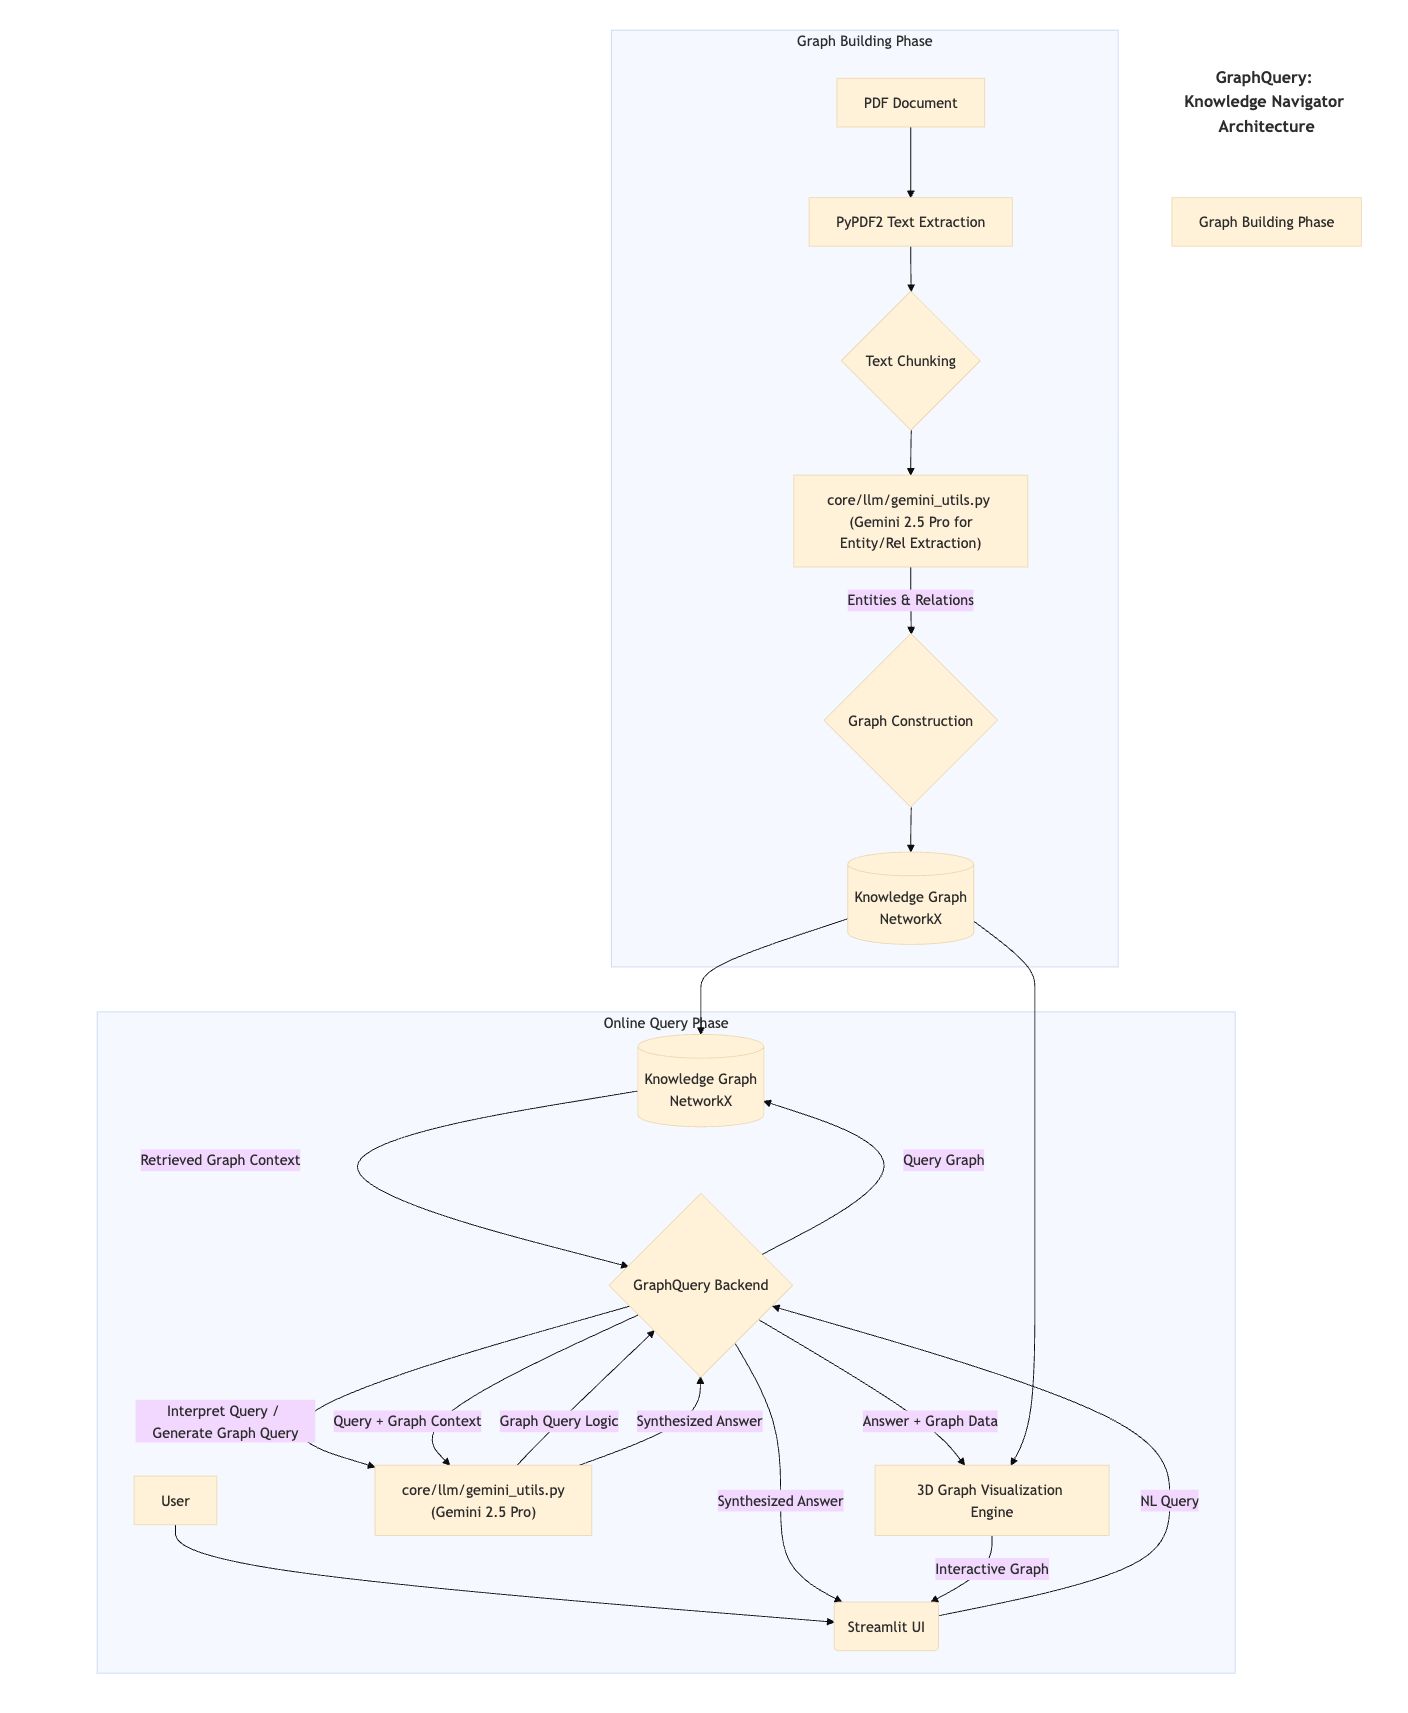 Graph Building Phase
PDF Document
GraphQuery:
Knowledge Navigator
Architecture
PyPDF2 Text Extraction
Graph Building Phase
Text Chunking
core/llm/gemini_utils.py
(Gemini 2.5 Pro for
Entity/Rel Extraction)
Entities & Relations
Graph Construction
Knowledge Graph
NetworkX
Online Query Phase
Knowledge Graph
NetworkX
Retrieved Graph Context
Query Graph
GraphQuery Backend
Interpret Query /
Generate Graph Query
Query + Graph Context
Graph Query Logic
Synthesized Answer
Answer + Graph Data
User
core/llm/gemini_utils.py
(Gemini 2.5 Pro)
Synthesized Answer
3D Graph Visualization
Engine
NL Query
Interactive Graph
Streamlit UI